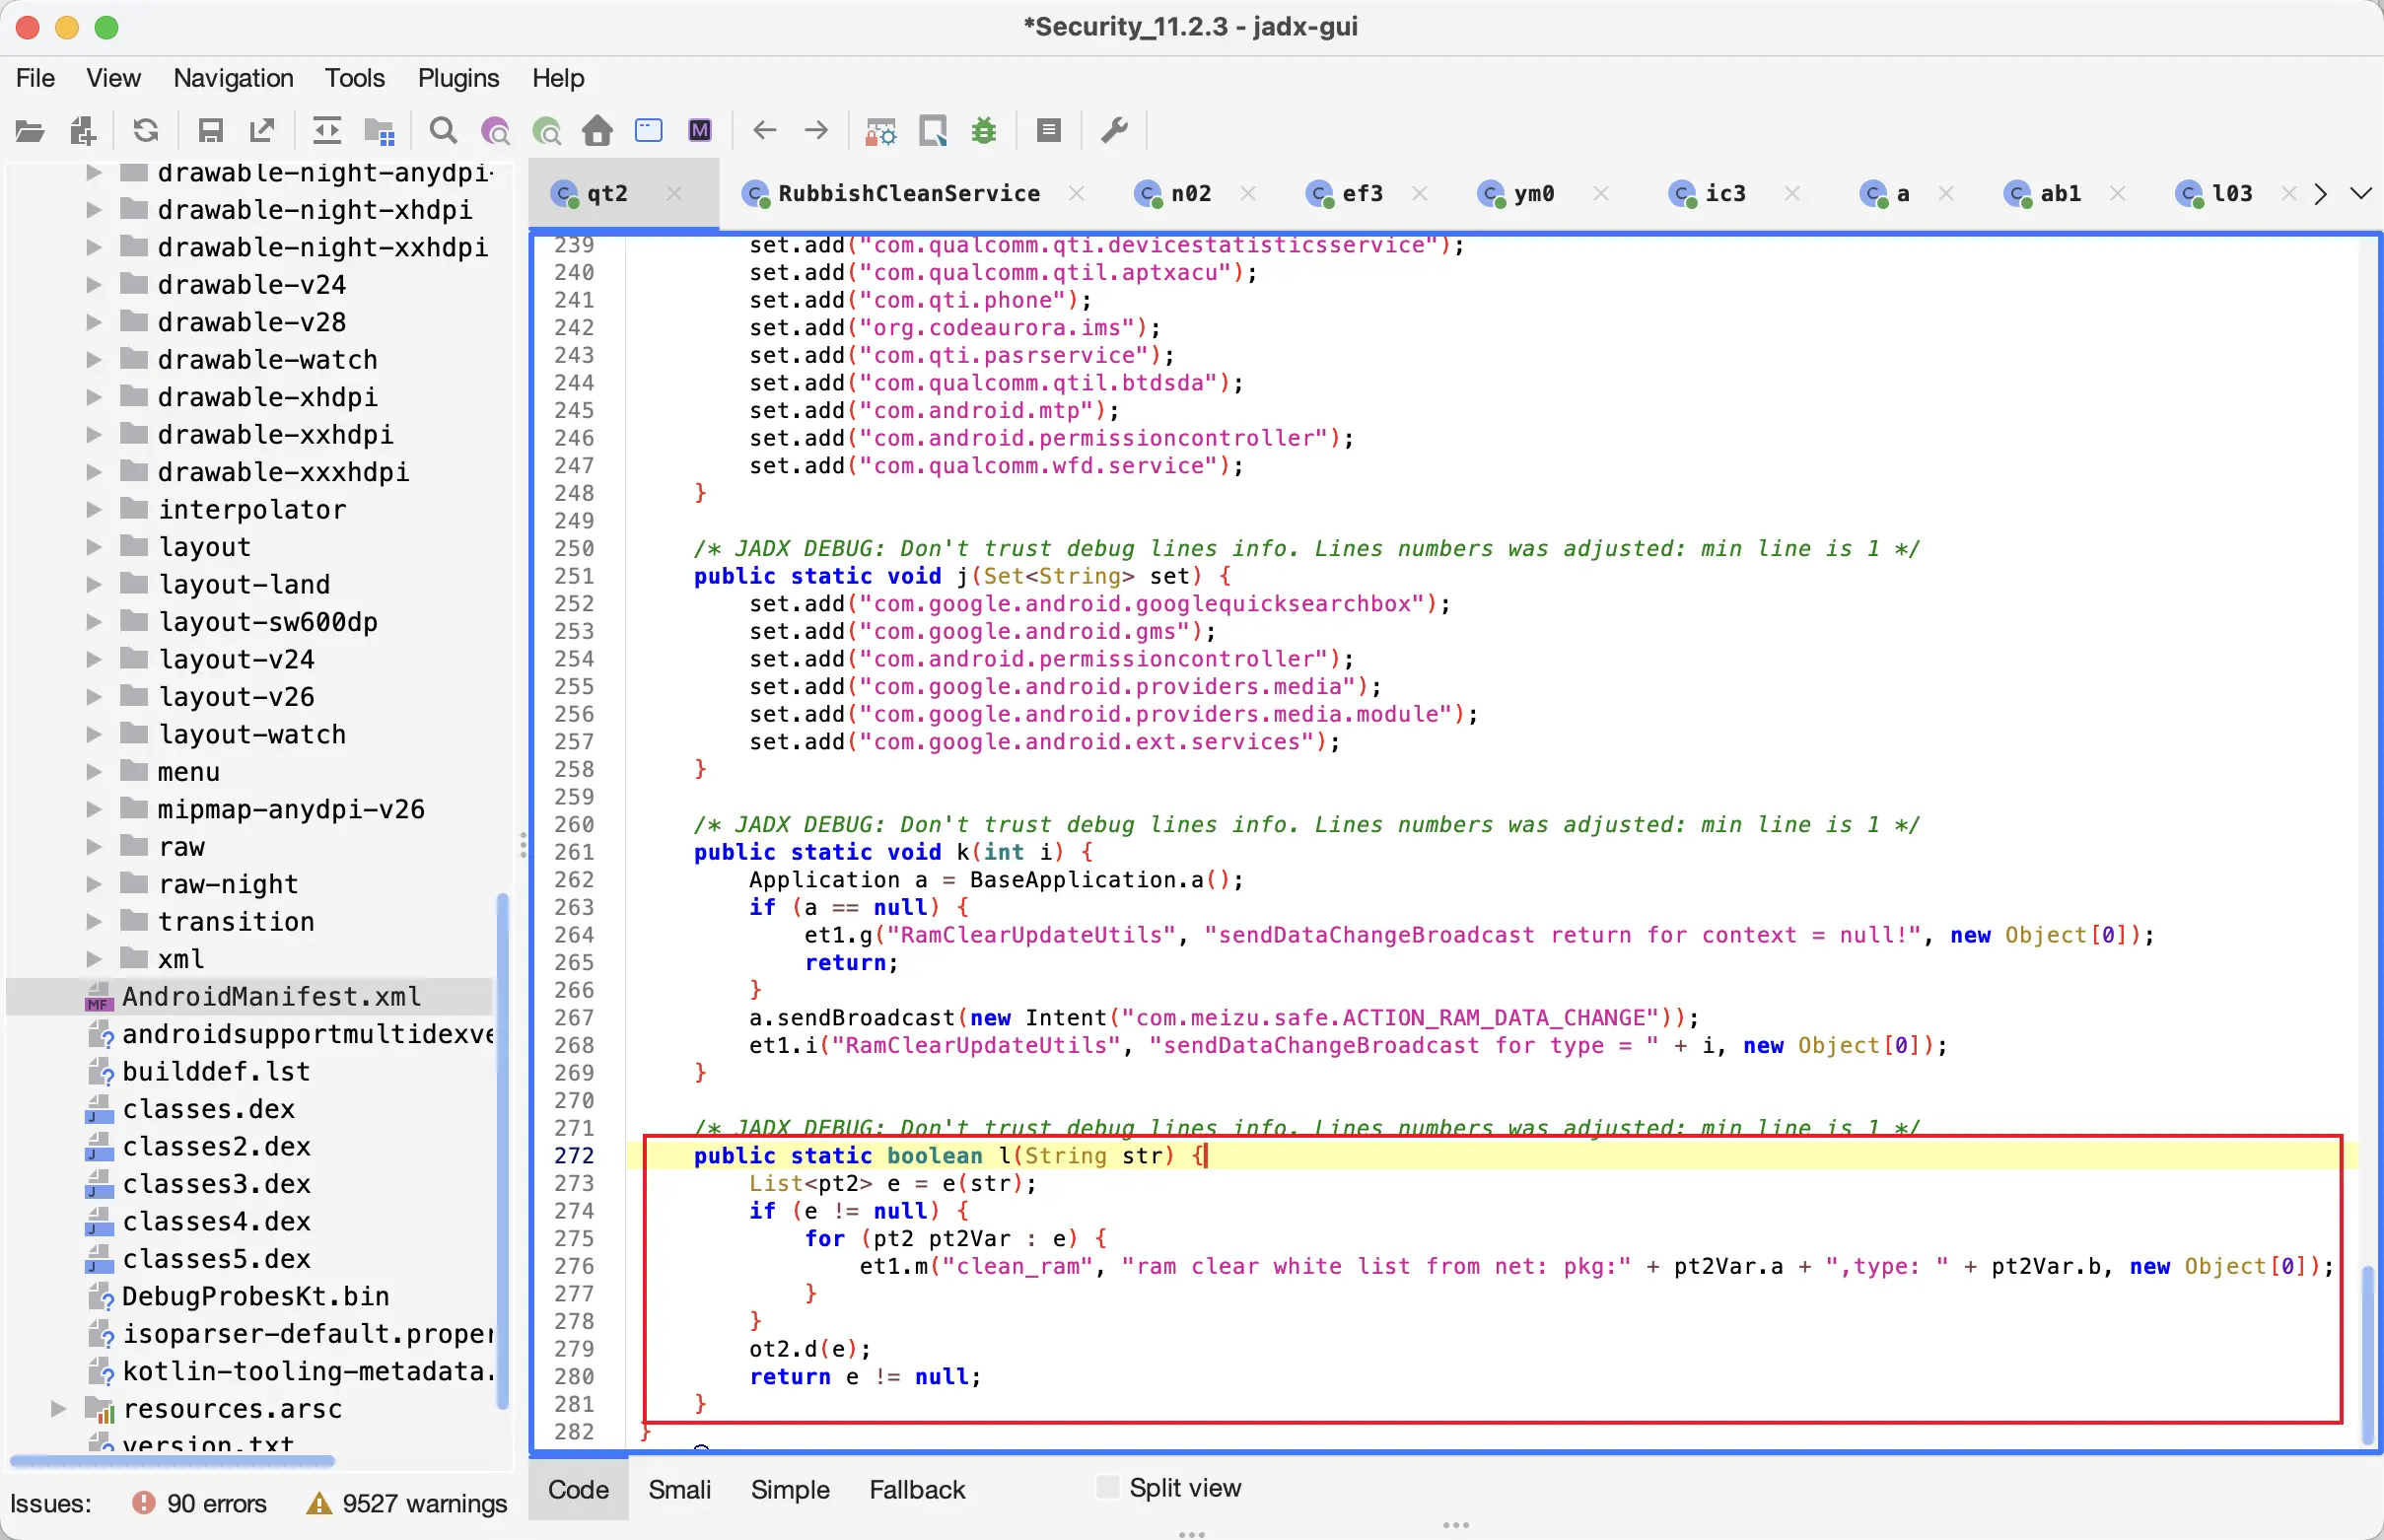 *Security_11.2.3 - jadx-gui
File View Navigation Tools Plugins Help
drawable-night-anydpi-
drawable-night-xhdpi
drawable-night-xxhdpi
drawable-v24
drawable-v28
drawable-watch
drawable-xhdpi
drawable-xxhdpi
drawable-xxxhdpi
interpolator
layout
layout-land
layout-sw600dp
layout-v24
layout-v26
layout-watch
menu
mipmap-anydpi-v26
raw
raw-night
transition
xml
AndroidManifest.xml
androidsupportmultidexve
builddef.lst
classes.dex
classes2.dex
classes3.dex
classes4.dex
classes5.dex
DebugProbesKt.bin
isoparser-default.proper
kotlin-tooling-metadata.
resources.arsc
version.txt
Issues: 90 errors 9527 warnings
qt2 RubbishCleanService n02 ef3 ym0 ic3 a ab1 l03
239 set.add("com.qualcomm.qti.devicestatisticsservice");
240 set.add("com.qualcomm.qtil.aptxacu");
241 set.add("com.qti.phone");
242 set.add("org.codeaurora.ims");
243 set.add("com.qti.pasrservice");
244 set.add("com.qualcomm.qtil.btdsda");
245 set.add("com.android.mtp");
246 set.add("com.android.permissioncontroller");
247 set.add("com.qualcomm.wfd.service");
248 }
249
250 /* JADX DEBUG: Don't trust debug lines info. Lines numbers was adjusted: min line is 1 */
251 public static void j(Set<String> set) {
252 set.add("com.google.android.googlequicksearchbox");
253 set.add("com.google.android.gms");
254 set.add("com.android.permissioncontroller");
255 set.add("com.google.android.providers.media");
256 set.add("com.google.android.providers.media.module");
257 set.add("com.google.android.ext.services");
258 }
259
260 /* JADX DEBUG: Don't trust debug lines info. Lines numbers was adjusted: min line is 1 */
261 public static void k(int i) {
262 Application a = BaseApplication.a();
263 if (a == null) {
264 et1.g("RamClearUpdateUtils", "sendDataChangeBroadcast return for context = null!", new Object[0]);
265 return;
266 }
267 a.sendBroadcast(new Intent("com.meizu.safe.ACTION_RAM_DATA_CHANGE"));
268 et1.i("RamClearUpdateUtils", "sendDataChangeBroadcast for type = " + i, new Object[0]);
269 }
270
271 /* JADX DEBUG: Don't trust debug lines info. Lines numbers was adjusted: min line is 1 */
272 public static boolean l(String str) {
273 List<pt2> e = e(str);
274 if (e != null) {
275 for (pt2 pt2Var : e) {
276 et1.m("clean_ram", "ram clear white list from net: pkg:" + pt2Var.a + ",type: " + pt2Var.b, new Object[0]);
277 }
278 }
279 ot2.d(e);
280 return e != null;
281 }
282 }
Code Smali Simple Fallback Split view